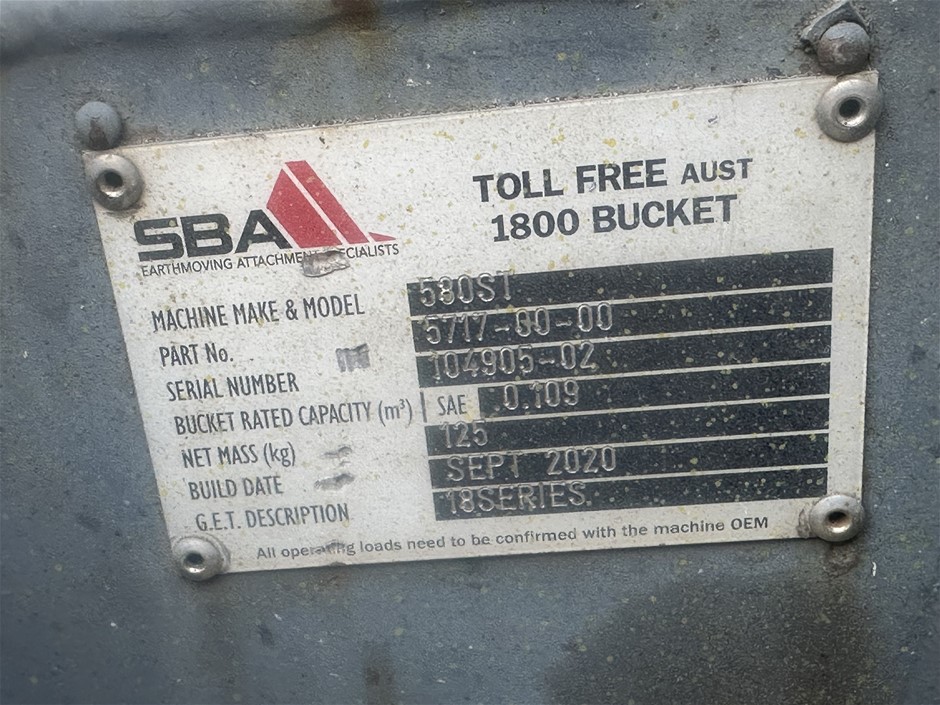 SBA
EARTHMOVING ATTACHMENT SPECIALISTS
TOLL FREE AUST
1800 BUCKET
MACHINE MAKE & MODEL 580ST
PART No. 5717-00-00
SERIAL NUMBER 104905-02
BUCKET RATED CAPACITY (m³) SAE 0.109
NET MASS (kg) 125
BUILD DATE SEPT 2020
G.E.T. DESCRIPTION 18SERIES
All operating loads need to be confirmed with the machine OEM